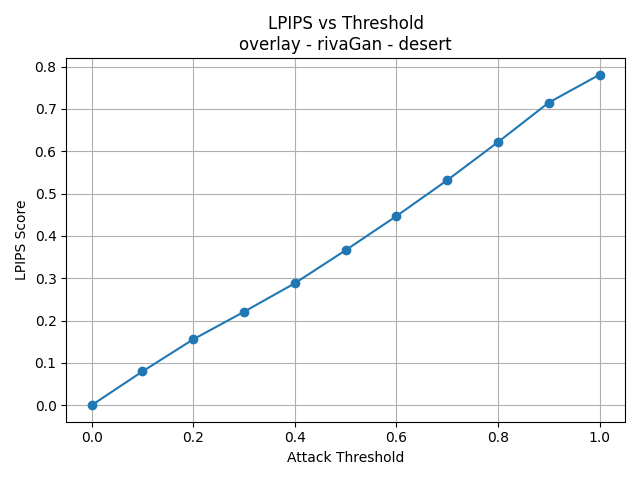 LPIPS vs Threshold
overlay - rivaGan - desert
0.8
0.7
0.6
0.5
0.4
0.3
0.2
0.1
0.0
LPIPS Score
0.0 0.2 0.4 0.6 0.8 1.0
Attack Threshold